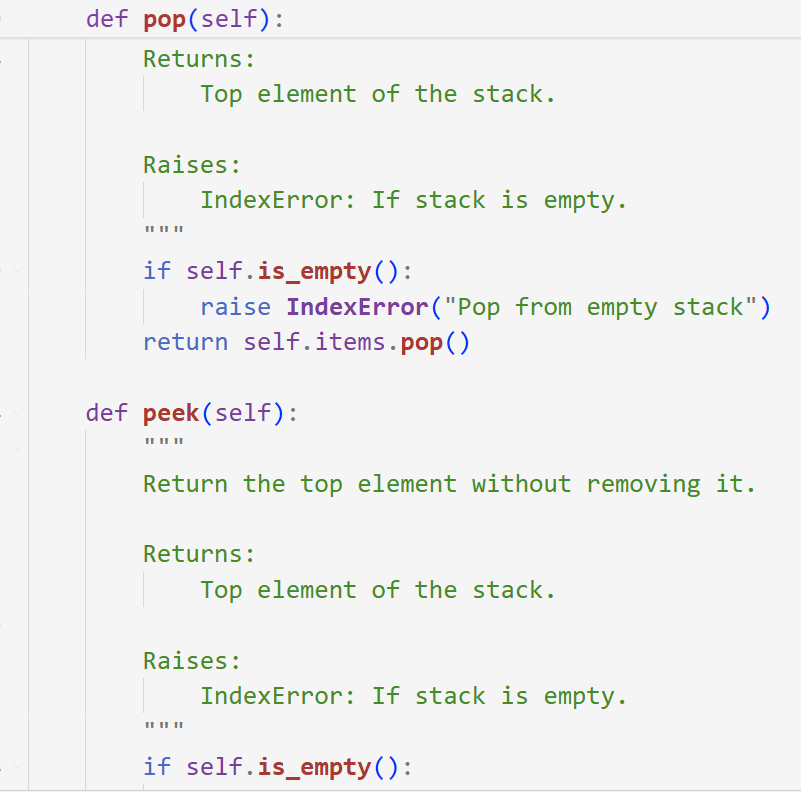 def pop(self):
Returns:
Top element of the stack.
Raises:
IndexError: If stack is empty.
"""
if self.is_empty():
raise IndexError("Pop from empty stack")
return self.items.pop()
def peek(self):
"""
Return the top element without removing it.
Returns:
Top element of the stack.
Raises:
IndexError: If stack is empty.
"""
if self.is_empty():